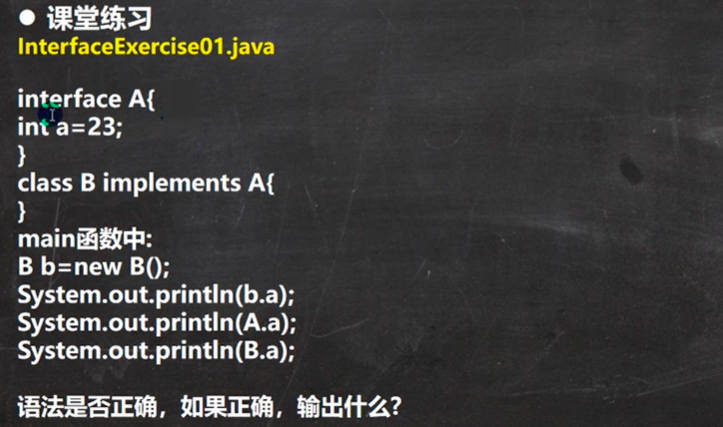 ● 课堂练习
InterfaceExercise01.java
interface A{
int a=23;
}
class B implements A{
}
main函数中:
B b=new B();
System.out.println(b.a);
System.out.println(A.a);
System.out.println(B.a);
语法是否正确，如果正确，输出什么?